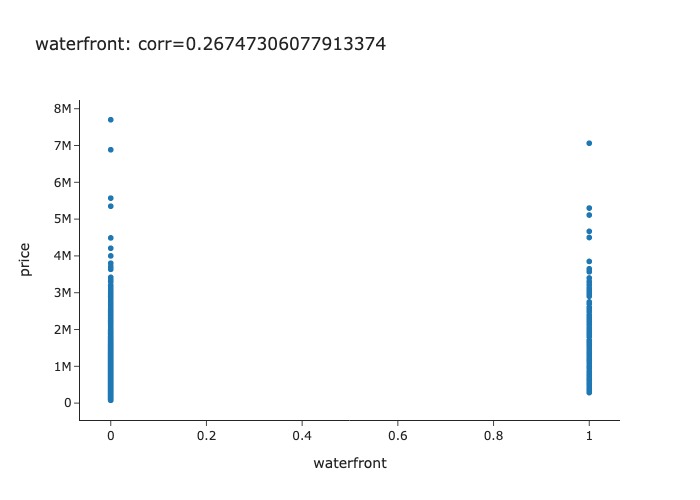 waterfront: corr=0.26747306077913374
8M
7M
6M
5M
4M
3M
2M
1M
0
price
0 0.2 0.4 0.6 0.8 1
waterfront